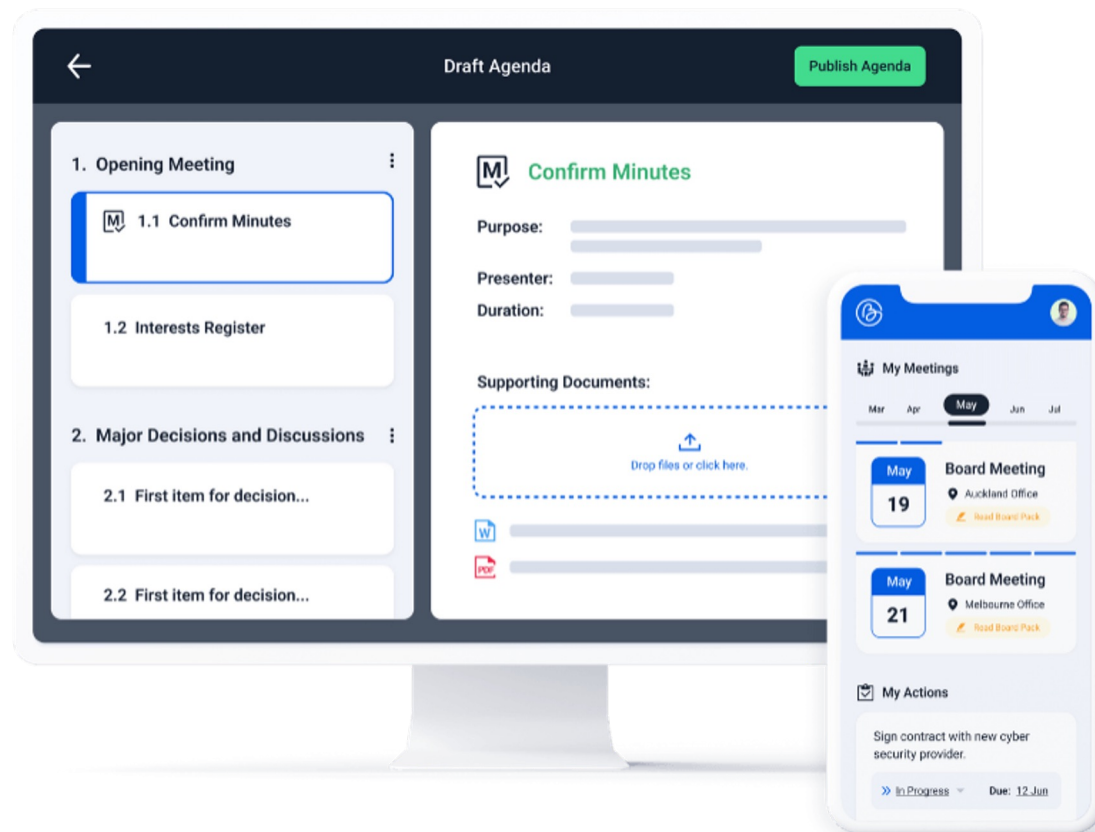 Draft Agenda
Publish Agenda
1. Opening Meeting
M 1.1 Confirm Minutes
1.2 Interests Register
2. Major Decisions and Discussions
2.1 First item for decision...
2.2 First item for decision...
M Confirm Minutes
Purpose:
Presenter:
Duration:
Supporting Documents:
Drop files or click here.
W
PDF
My Meetings
Mar Apr May Jun Jul
May
19
Board Meeting
Auckland Office
Read Board Pack
May
21
Board Meeting
Melbourne Office
Read Board Pack
My Actions
Sign contract with new cyber
security provider.
In Progress Due: 12 Jun